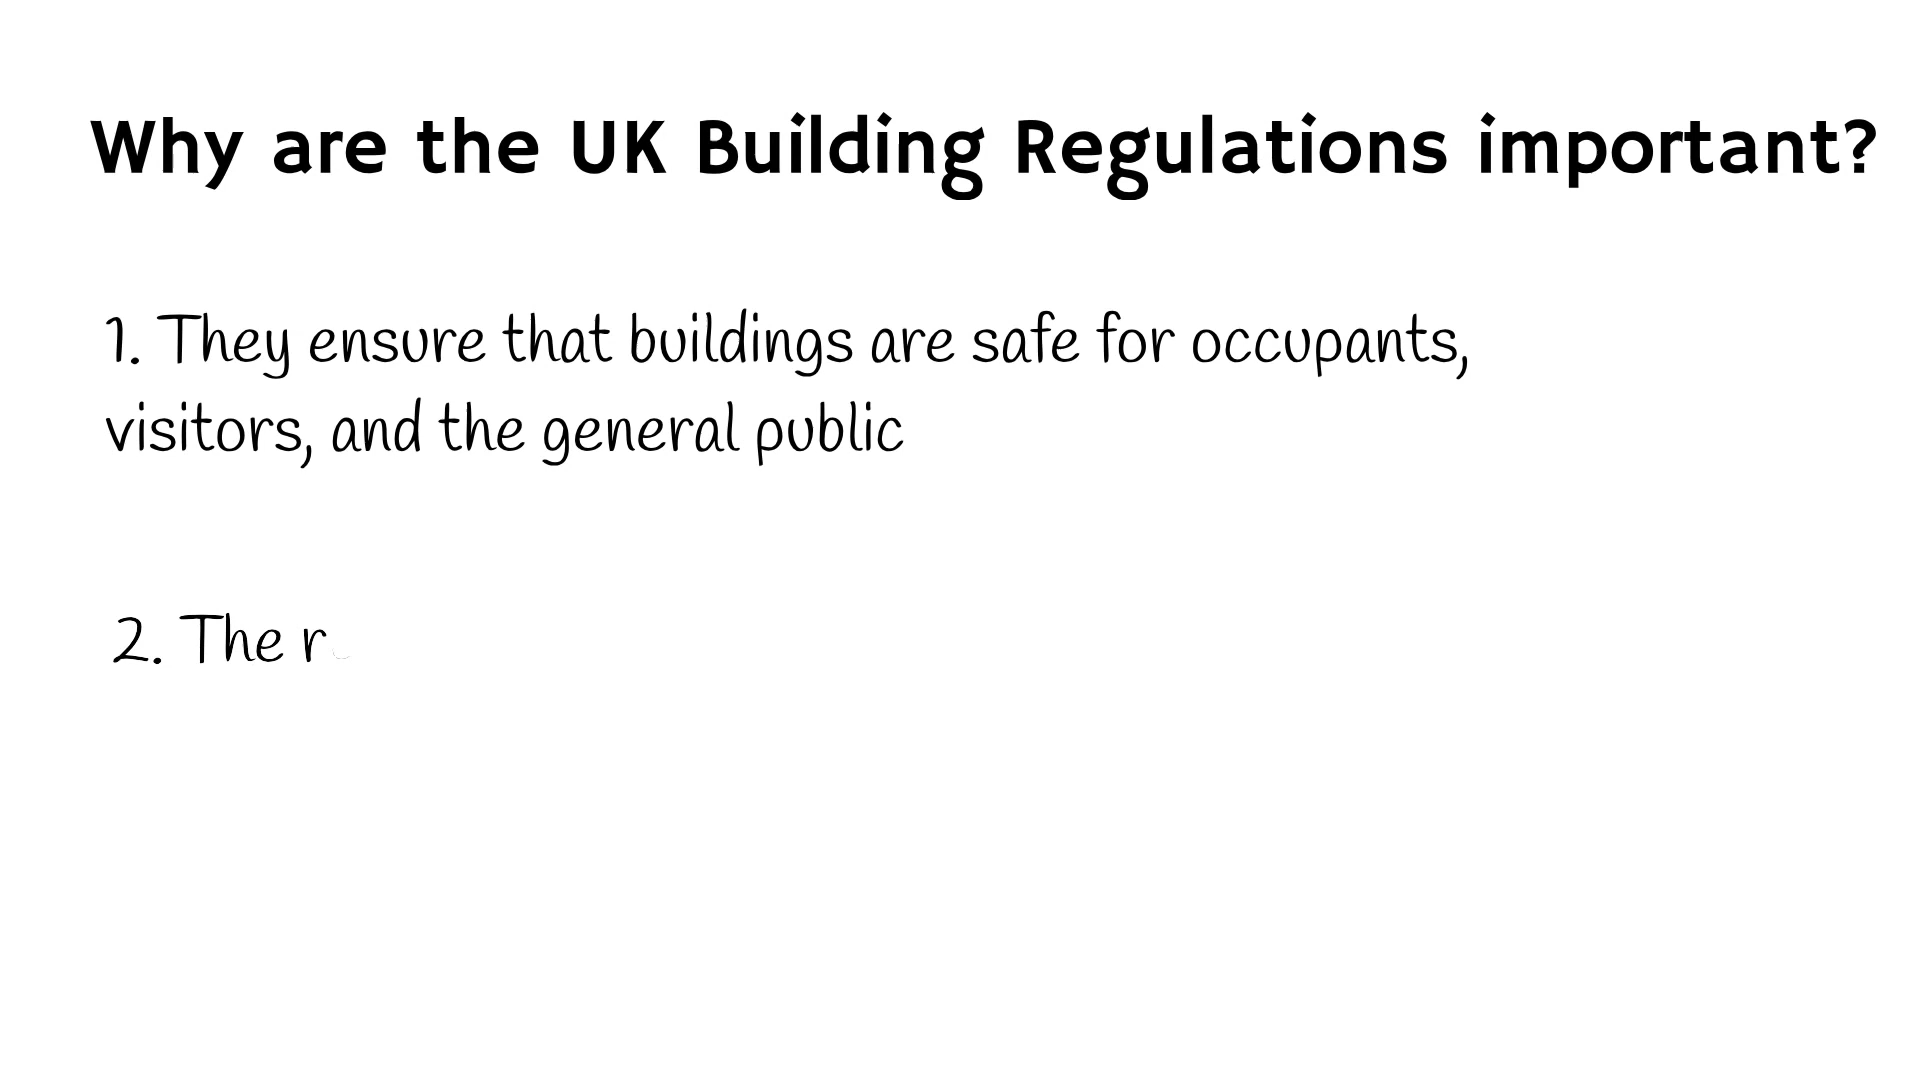 Why are the UK Building Regulations important?
1. They ensure that buildings are safe for occupants,
visitors, and the general public
2. The r